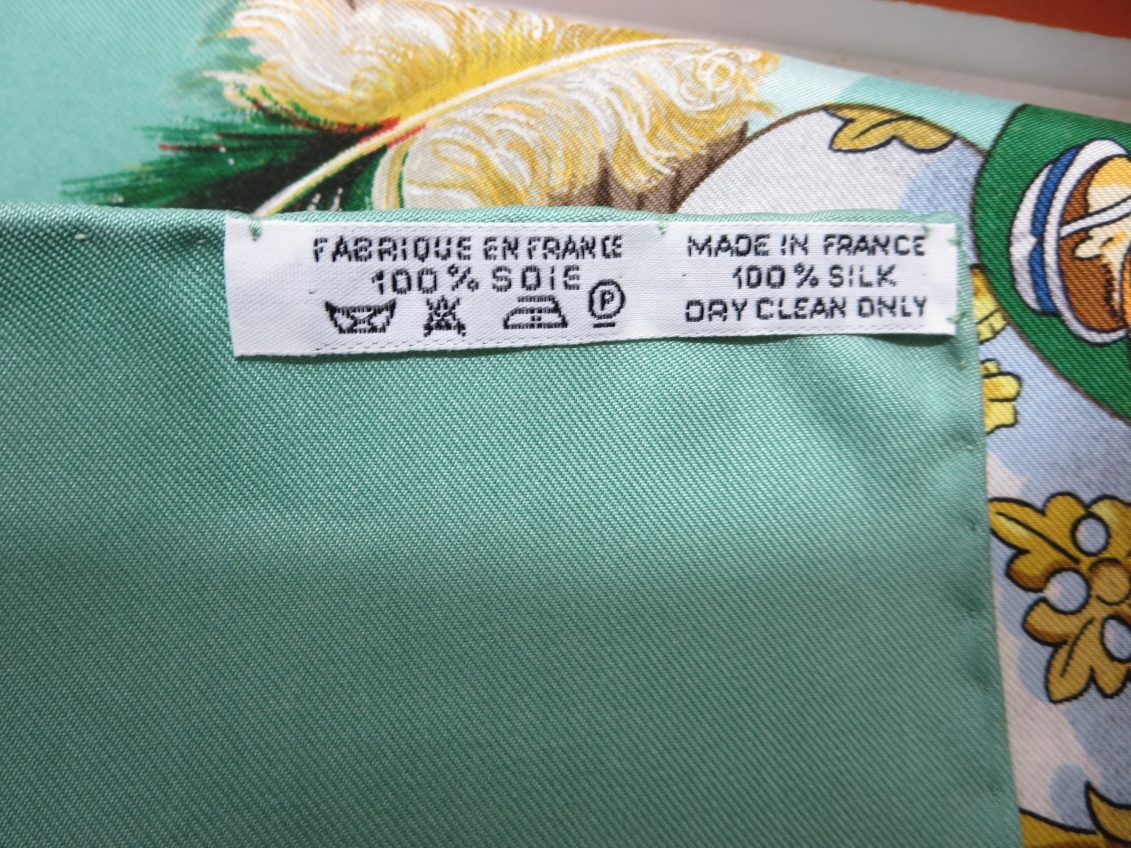 FABRIQUE EN FRANCE
100% SOIE
P
MADE IN FRANCE
100% SILK
DRY CLEAN ONLY